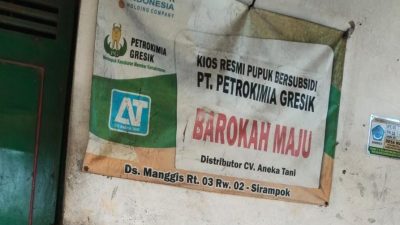 INDONESIA
HOLDING COMPANY
PETROKIMIA
GRESIK
KIOS RESMI PUPUK BERSUBSIDI
PT. PETROKIMIA GRESIK
BAROKAH MAJU
Distributor CV. Aneka Tani
AT
Ds. Manggis Rt. 03 Rw. 02 - Sirampok